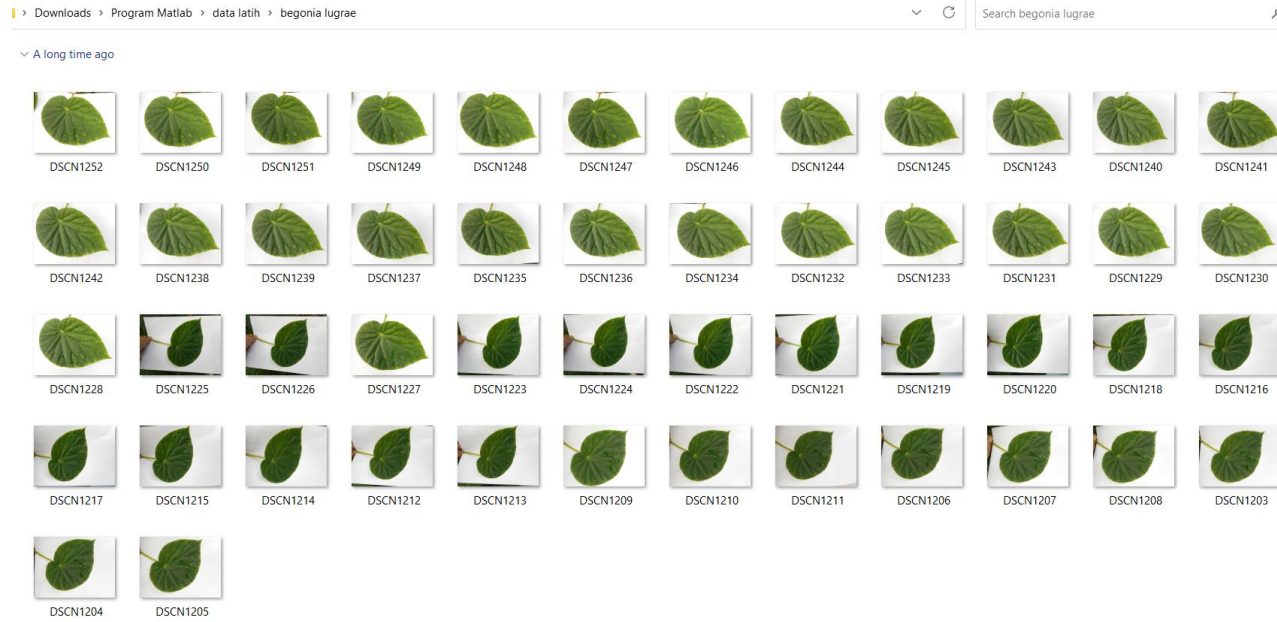 Downloads > Program Matlab > data latih > begonia lugrae
Search begonia lugrae
A long time ago
DSCN1252 DSCN1250 DSCN1251 DSCN1249 DSCN1248 DSCN1247 DSCN1246 DSCN1244 DSCN1245 DSCN1243 DSCN1240 DSCN1241
DSCN1242 DSCN1238 DSCN1239 DSCN1237 DSCN1235 DSCN1236 DSCN1234 DSCN1232 DSCN1233 DSCN1231 DSCN1229 DSCN1230
DSCN1228 DSCN1225 DSCN1226 DSCN1227 DSCN1223 DSCN1224 DSCN1222 DSCN1221 DSCN1219 DSCN1220 DSCN1218 DSCN1216
DSCN1217 DSCN1215 DSCN1214 DSCN1212 DSCN1213 DSCN1209 DSCN1210 DSCN1211 DSCN1206 DSCN1207 DSCN1208 DSCN1203
DSCN1204 DSCN1205